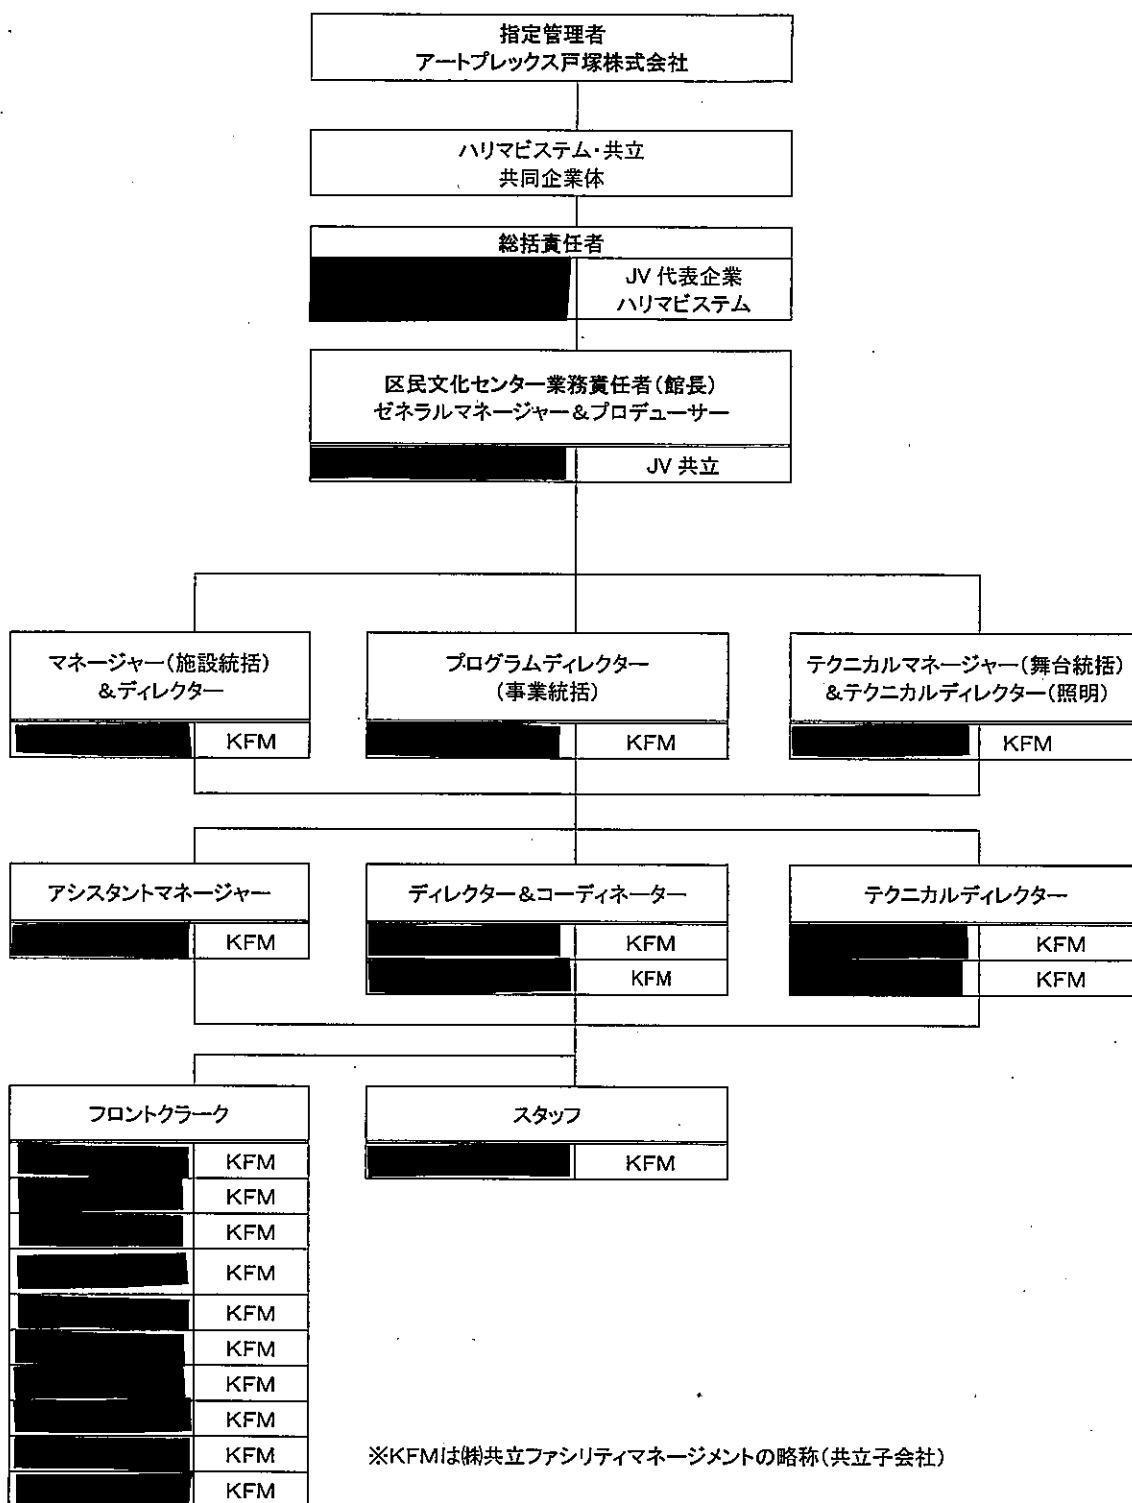 指定管理者
アートプレックス戸塚株式会社
ハリマビステム・共立
共同企業体
総括責任者
JV 代表企業
ハリマビステム
区民文化センター業務責任者(館長)
ゼネラルマネージャー&プロデューサー
JV 共立
マネージャー(施設統括)
&ディレクター
KFM
プログラムディレクター
(事業統括)
KFM
テクニカルマネージャー(舞台統括)
&テクニカルディレクター(照明)
KFM
アシスタントマネージャー
KFM
ディレクター&コーディネーター
KFM
KFM
テクニカルディレクター
KFM
KFM
フロントクラーク
KFM
KFM
KFM
KFM
KFM
KFM
KFM
KFM
KFM
KFM
スタッフ
KFM
※KFMは㈱共立ファシリティマネージメントの略称(共立子会社)